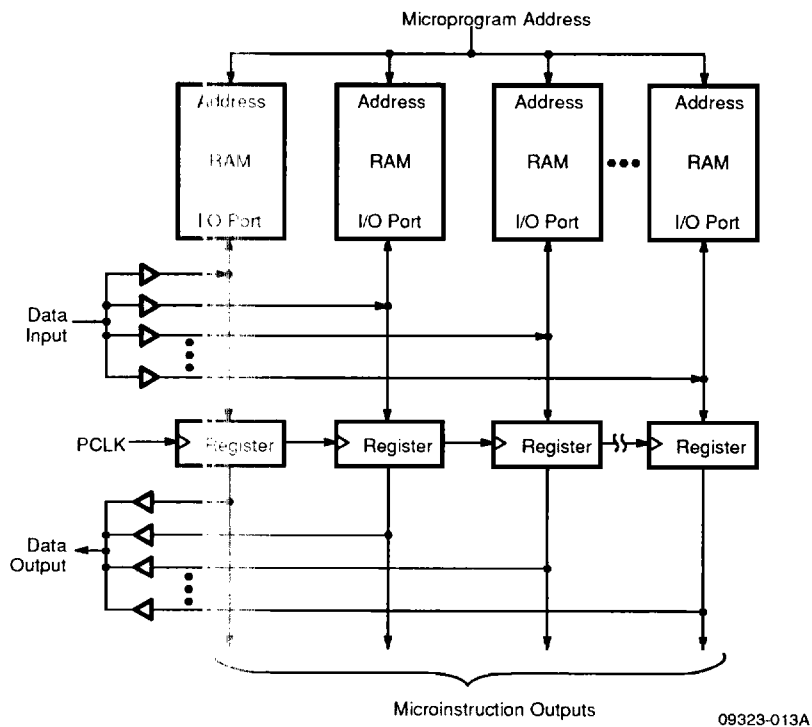 Microprogram Address
Address Address Address Address
RAM RAM RAM RAM
I/O Port I/O Port I/O Port I/O Port
Data
Input
PCLK Register Register Register Register
Data
Output
Microinstruction Outputs
09323-013A